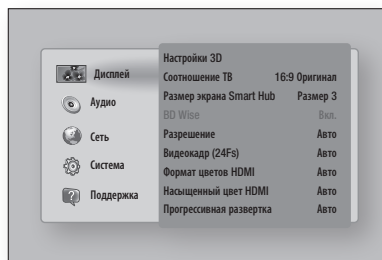 Дисплей
Аудио
Сеть
Система
Поддержка
Настройки 3D
Соотношение ТВ 16:9 Оригинал
Размер экрана Smart Hub Размер 3
BD Wise Вкл.
Разрешение Авто
Видеокадр (24Fs) Авто
Формат цветов HDMI Авто
Насыщенный цвет HDMI Авто
Прогрессивная развертка Авто